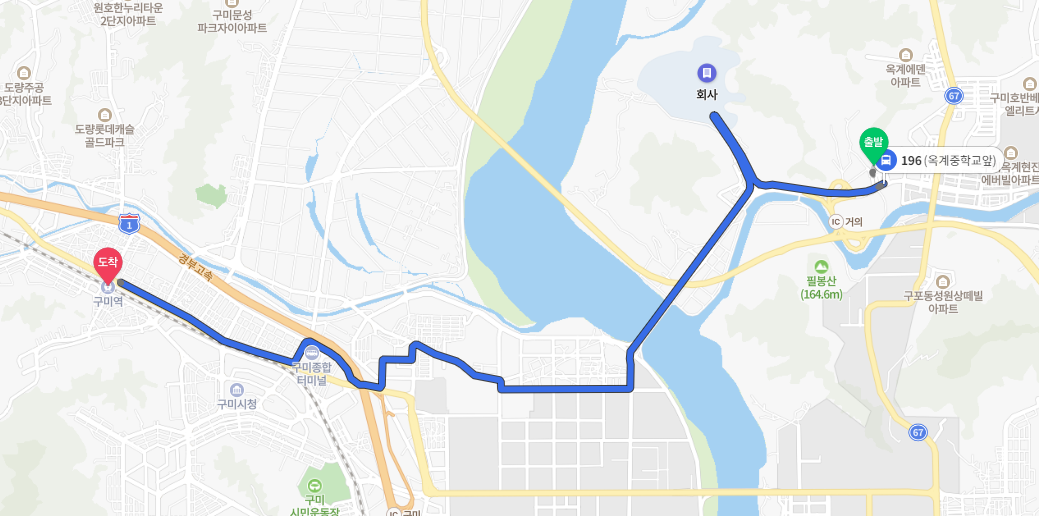 원호한누리타운
2단지아파트
구미문성
파크자이아파트
도량주공
3단지아파트
도량롯데캐슬
골드파크
회사
옥계에덴
아파트
67
구미호반베
엘리트
출발
196 (옥계중학교앞)
옥계현진
에버빌아파트
IC 거의
1
경부고속
도착
구미역
필봉산
(164.6m)
구포동성원상떼빌
아파트
구미종합
터미널
구미시청
67
구미
시민운동장
IC 구미